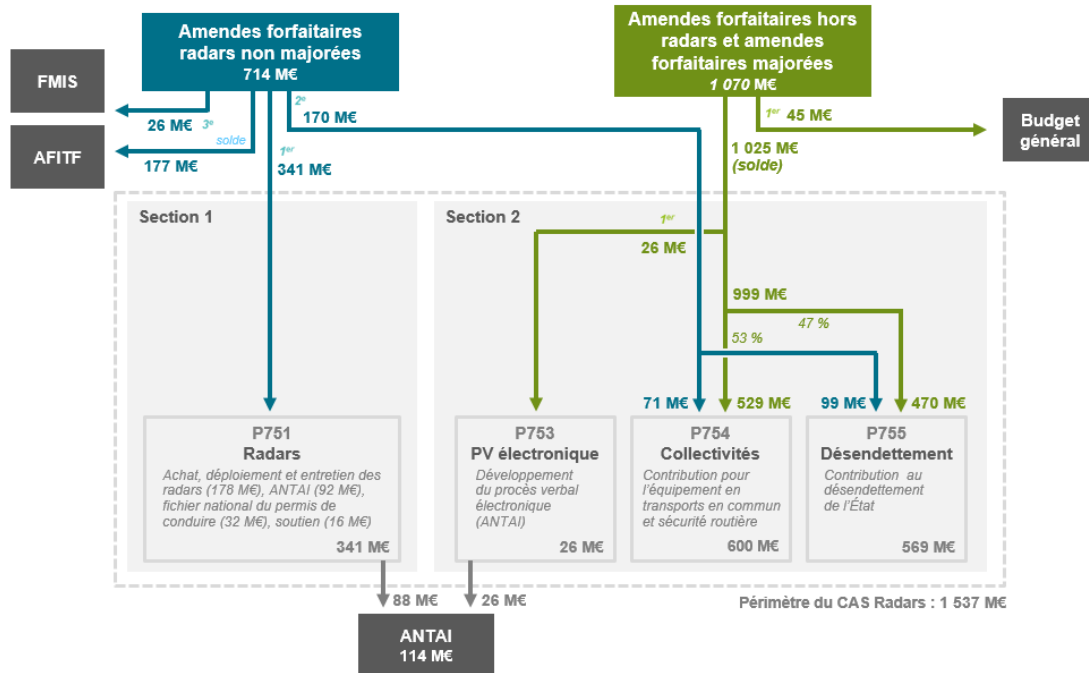 Amendes forfaitaires
radars non majorées
714 M€
Amendes forfaitaires hors
radars et amendes
forfaitaires majorées
1 070 M€
FMIS
AFITF
Budget
général
26 M€
3e
solde
177 M€
1er
341 M€
2e
170 M€
1er 45 M€
1 025 M€
(solde)
Section 1
Section 2
1er
26 M€
999 M€
47 %
53 %
71 M€
529 M€
99 M€
470 M€
P751
Radars
Achat, déploiement et entretien des
radars (178 M€), ANTAI (92 M€),
fichier national du permis de
conduire (32 M€), soutien (16 M€)
341 M€
P753
PV électronique
Développement
du procès verbal
électronique
(ANTAI)
26 M€
P754
Collectivités
Contribution pour
l'équipement en
transports en commun
et sécurité routière
600 M€
P755
Désendettement
Contribution au
désendettement
de l'État
569 M€
88 M€
26 M€
Périmètre du CAS Radars : 1 537 M€
ANTAI
114 M€